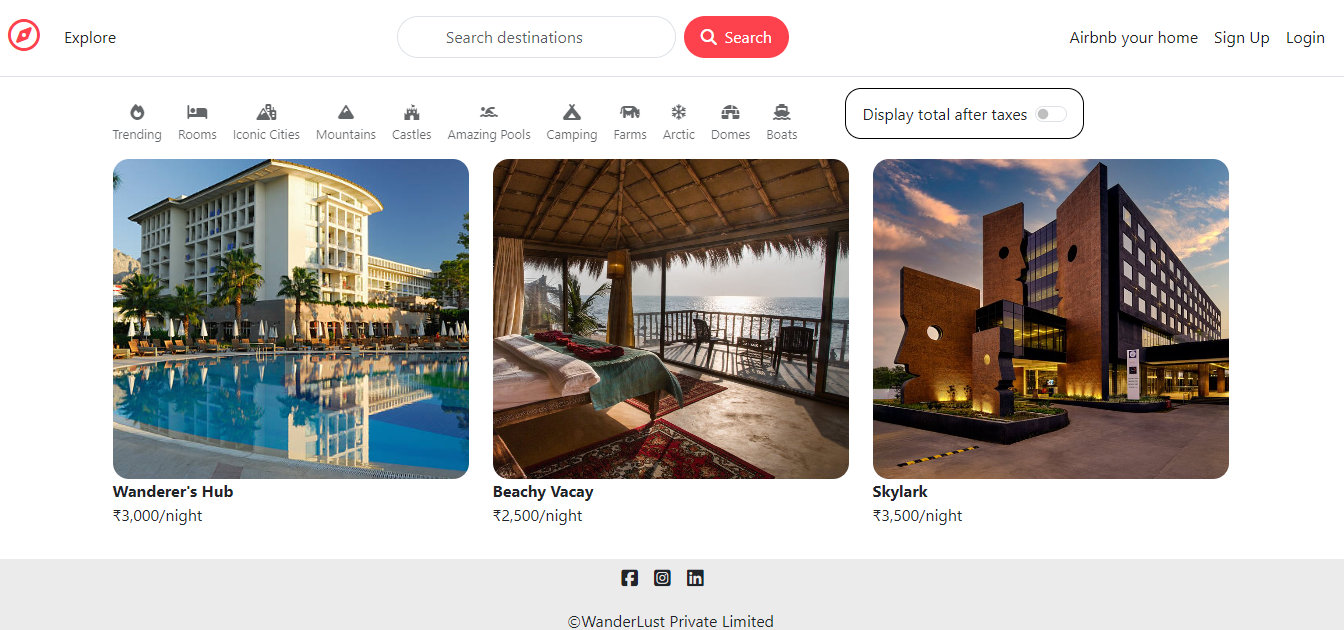 Explore
Search destinations
Search
Airbnb your home
Sign Up
Login
Trending
Rooms
Iconic Cities
Mountains
Castles
Amazing Pools
Camping
Farms
Arctic
Domes
Boats
Display total after taxes
Wanderer's Hub
₹3,000/night
Beachy Vacay
₹2,500/night
Skylark
₹3,500/night
©WanderLust Private Limited